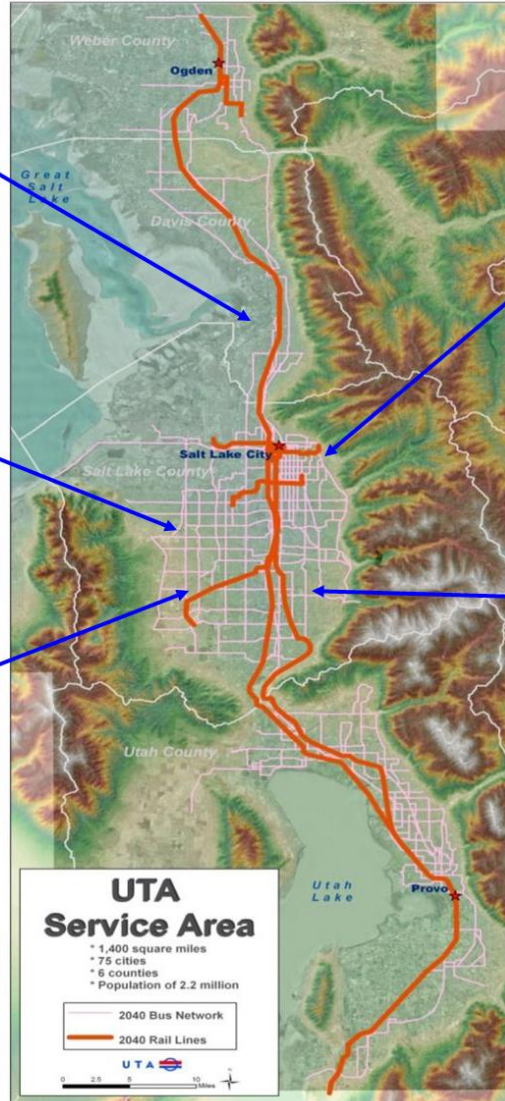 Weber County
Ogden
Great
Salt
Lake
Davis County
Salt Lake City
Salt Lake County
Utah County
Utah
Lake
Provo
UTA
Service Area
* 1,400 square miles
* 75 cities
* 6 counties
* Population of 2.2 million
2040 Bus Network
2040 Rail Lines
UTA
0 2.5 5 10
Miles